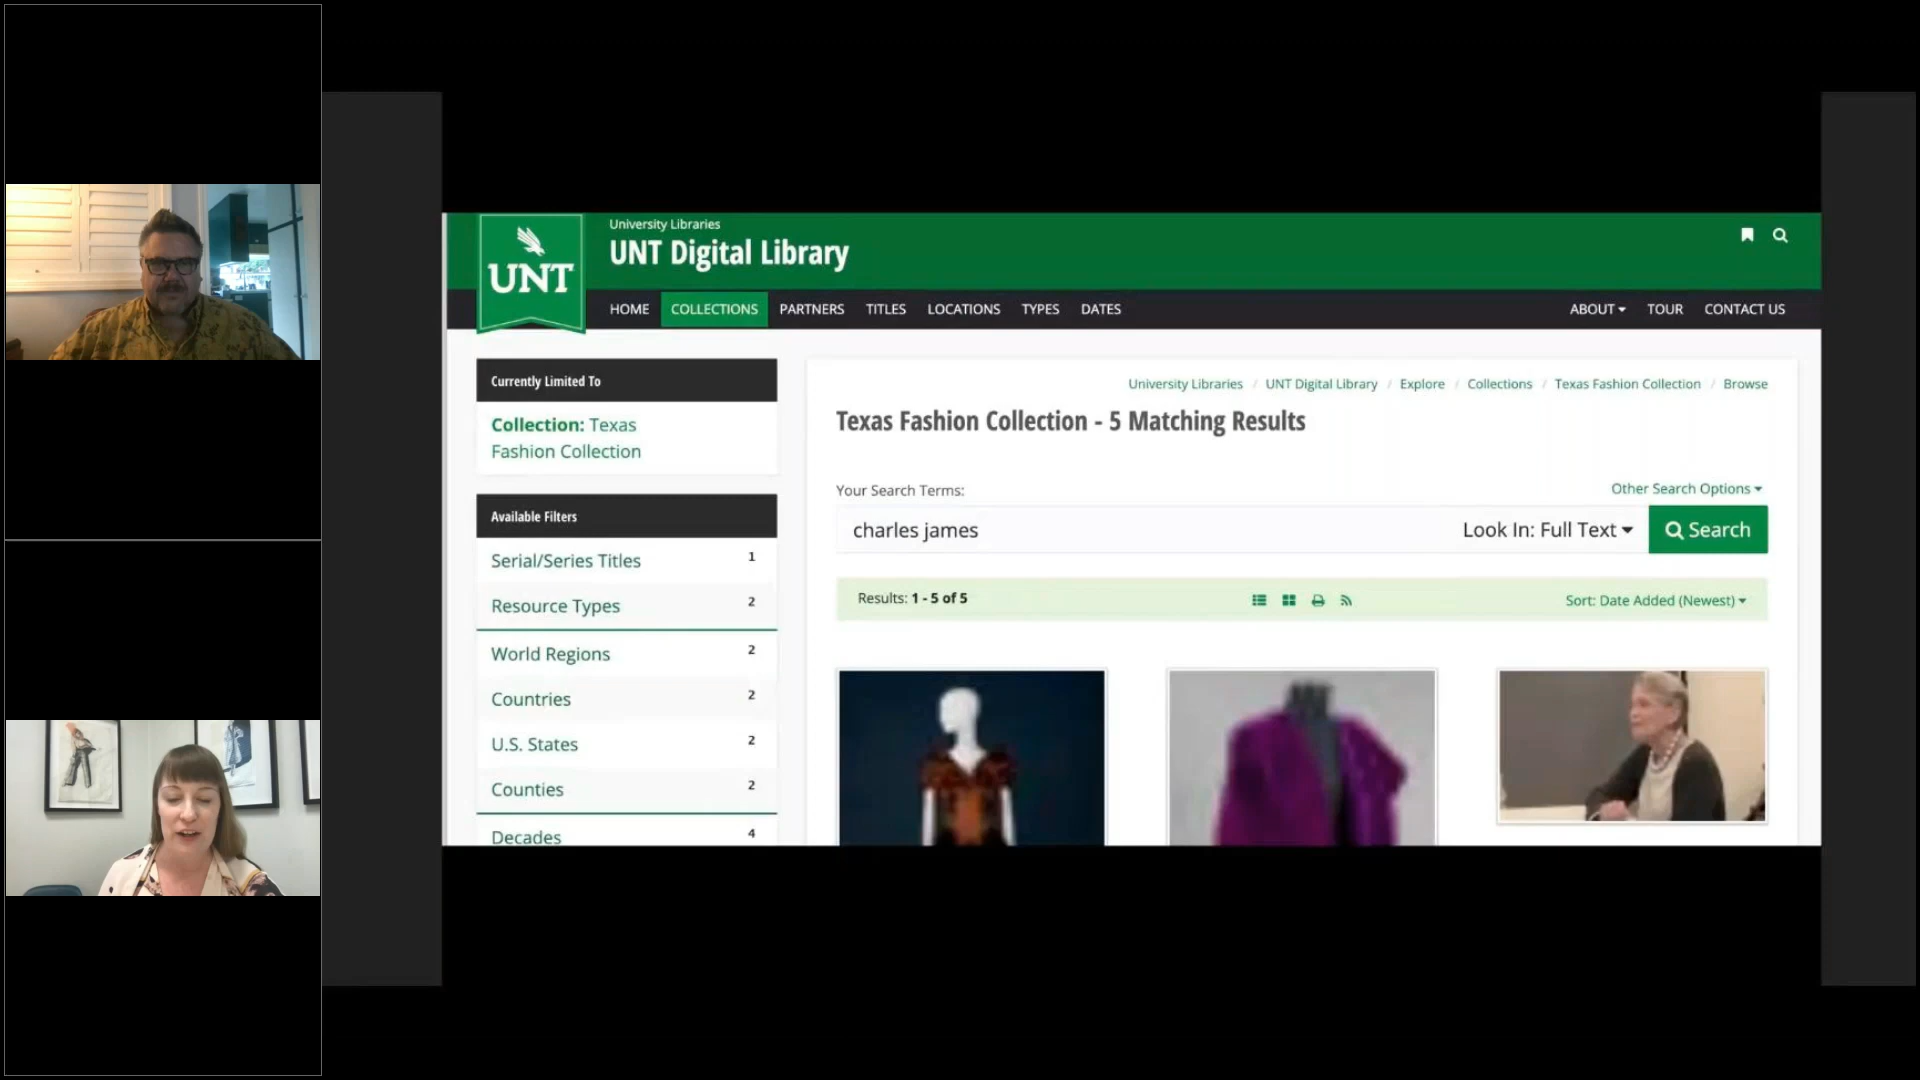 University Libraries
UNT Digital Library
UNT
HOME COLLECTIONS PARTNERS TITLES LOCATIONS TYPES DATES ABOUT TOUR CONTACT US
Currently Limited To
Collection: Texas
Fashion Collection
Available Filters
Serial/Series Titles 1
Resource Types 2
World Regions 2
Countries 2
U.S. States 2
Counties 2
Decades 4
University Libraries / UNT Digital Library / Explore / Collections / Texas Fashion Collection / Browse
Texas Fashion Collection - 5 Matching Results
Your Search Terms: Other Search Options
charles james Look In: Full Text Search
Results: 1 - 5 of 5 Sort: Date Added (Newest)